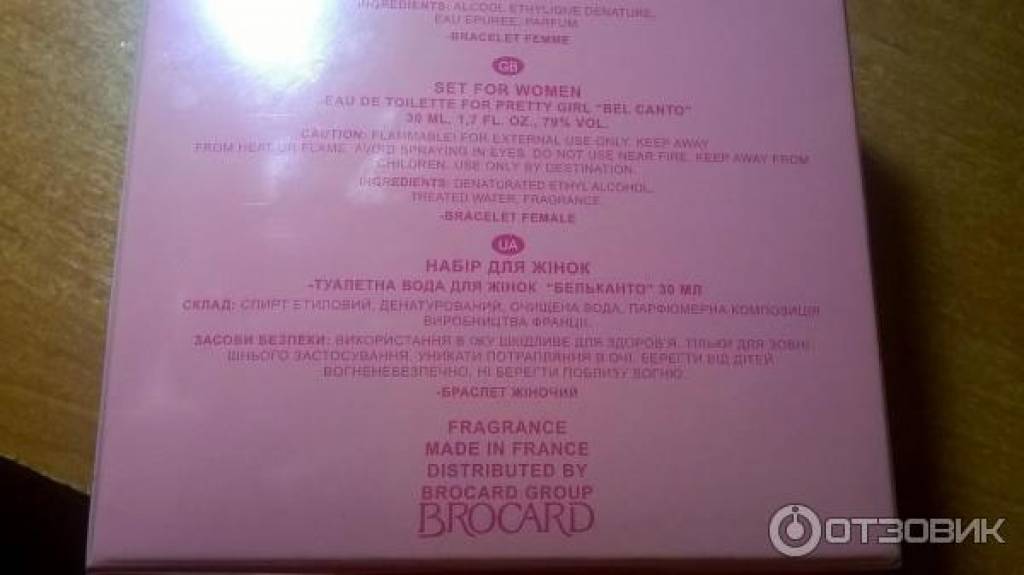 INGREDIENTS: ALCOOL ETHYLIQUE DENATURE,
EAU EPUREE, PARFUM
-BRACELET FEMME
GB
SET FOR WOMEN
-EAU DE TOILETTE FOR PRETTY GIRL "BEL CANTO"
30 ML, 1,7 FL. OZ., 79% VOL.
CAUTION: FLAMMABLE! FOR EXTERNAL USE ONLY. KEEP AWAY
FROM HEAT OR FLAME. AVOID SPRAYING IN EYES. DO NOT USE NEAR FIRE. KEEP AWAY FROM
CHILDREN. USE ONLY BY DESTINATION.
INGREDIENTS: DENATURATED ETHYL ALCOHOL,
TREATED WATER, FRAGRANCE
-BRACELET FEMALE
UA
НАБІР ДЛЯ ЖІНОК
-ТУАЛЕТНА ВОДА ДЛЯ ЖІНОК "БЕЛЬКАНТО" 30 МЛ
СКЛАД: СПИРТ ЕТИЛОВИЙ, ДЕНАТУРОВАНИЙ, ОЧИЩЕНА ВОДА, ПАРФЮМЕРНА КОМПОЗИЦІЯ
ВИРОБНИЦТВА ФРАНЦІЇ.
ЗАСОБИ БЕЗПЕКИ: ВИКОРИСТАННЯ В ЇЖУ ШКІДЛИВЕ ДЛЯ ЗДОРОВ'Я. ТІЛЬКИ ДЛЯ ЗОВНІ-
ШНЬОГО ЗАСТОСУВАННЯ. УНИКАТИ ПОТРАПЛЯННЯ В ОЧІ. БЕРЕГТИ ВІД ДІТЕЙ
ВОГНЕНЕБЕЗПЕЧНО, НІ БЕРЕГТИ ПОБЛИЗУ ВОГНЮ.
-БРАСЛЕТ ЖІНОЧИЙ
FRAGRANCE
MADE IN FRANCE
DISTRIBUTED BY
BROCARD GROUP
BROCARD
ОТЗОВИК